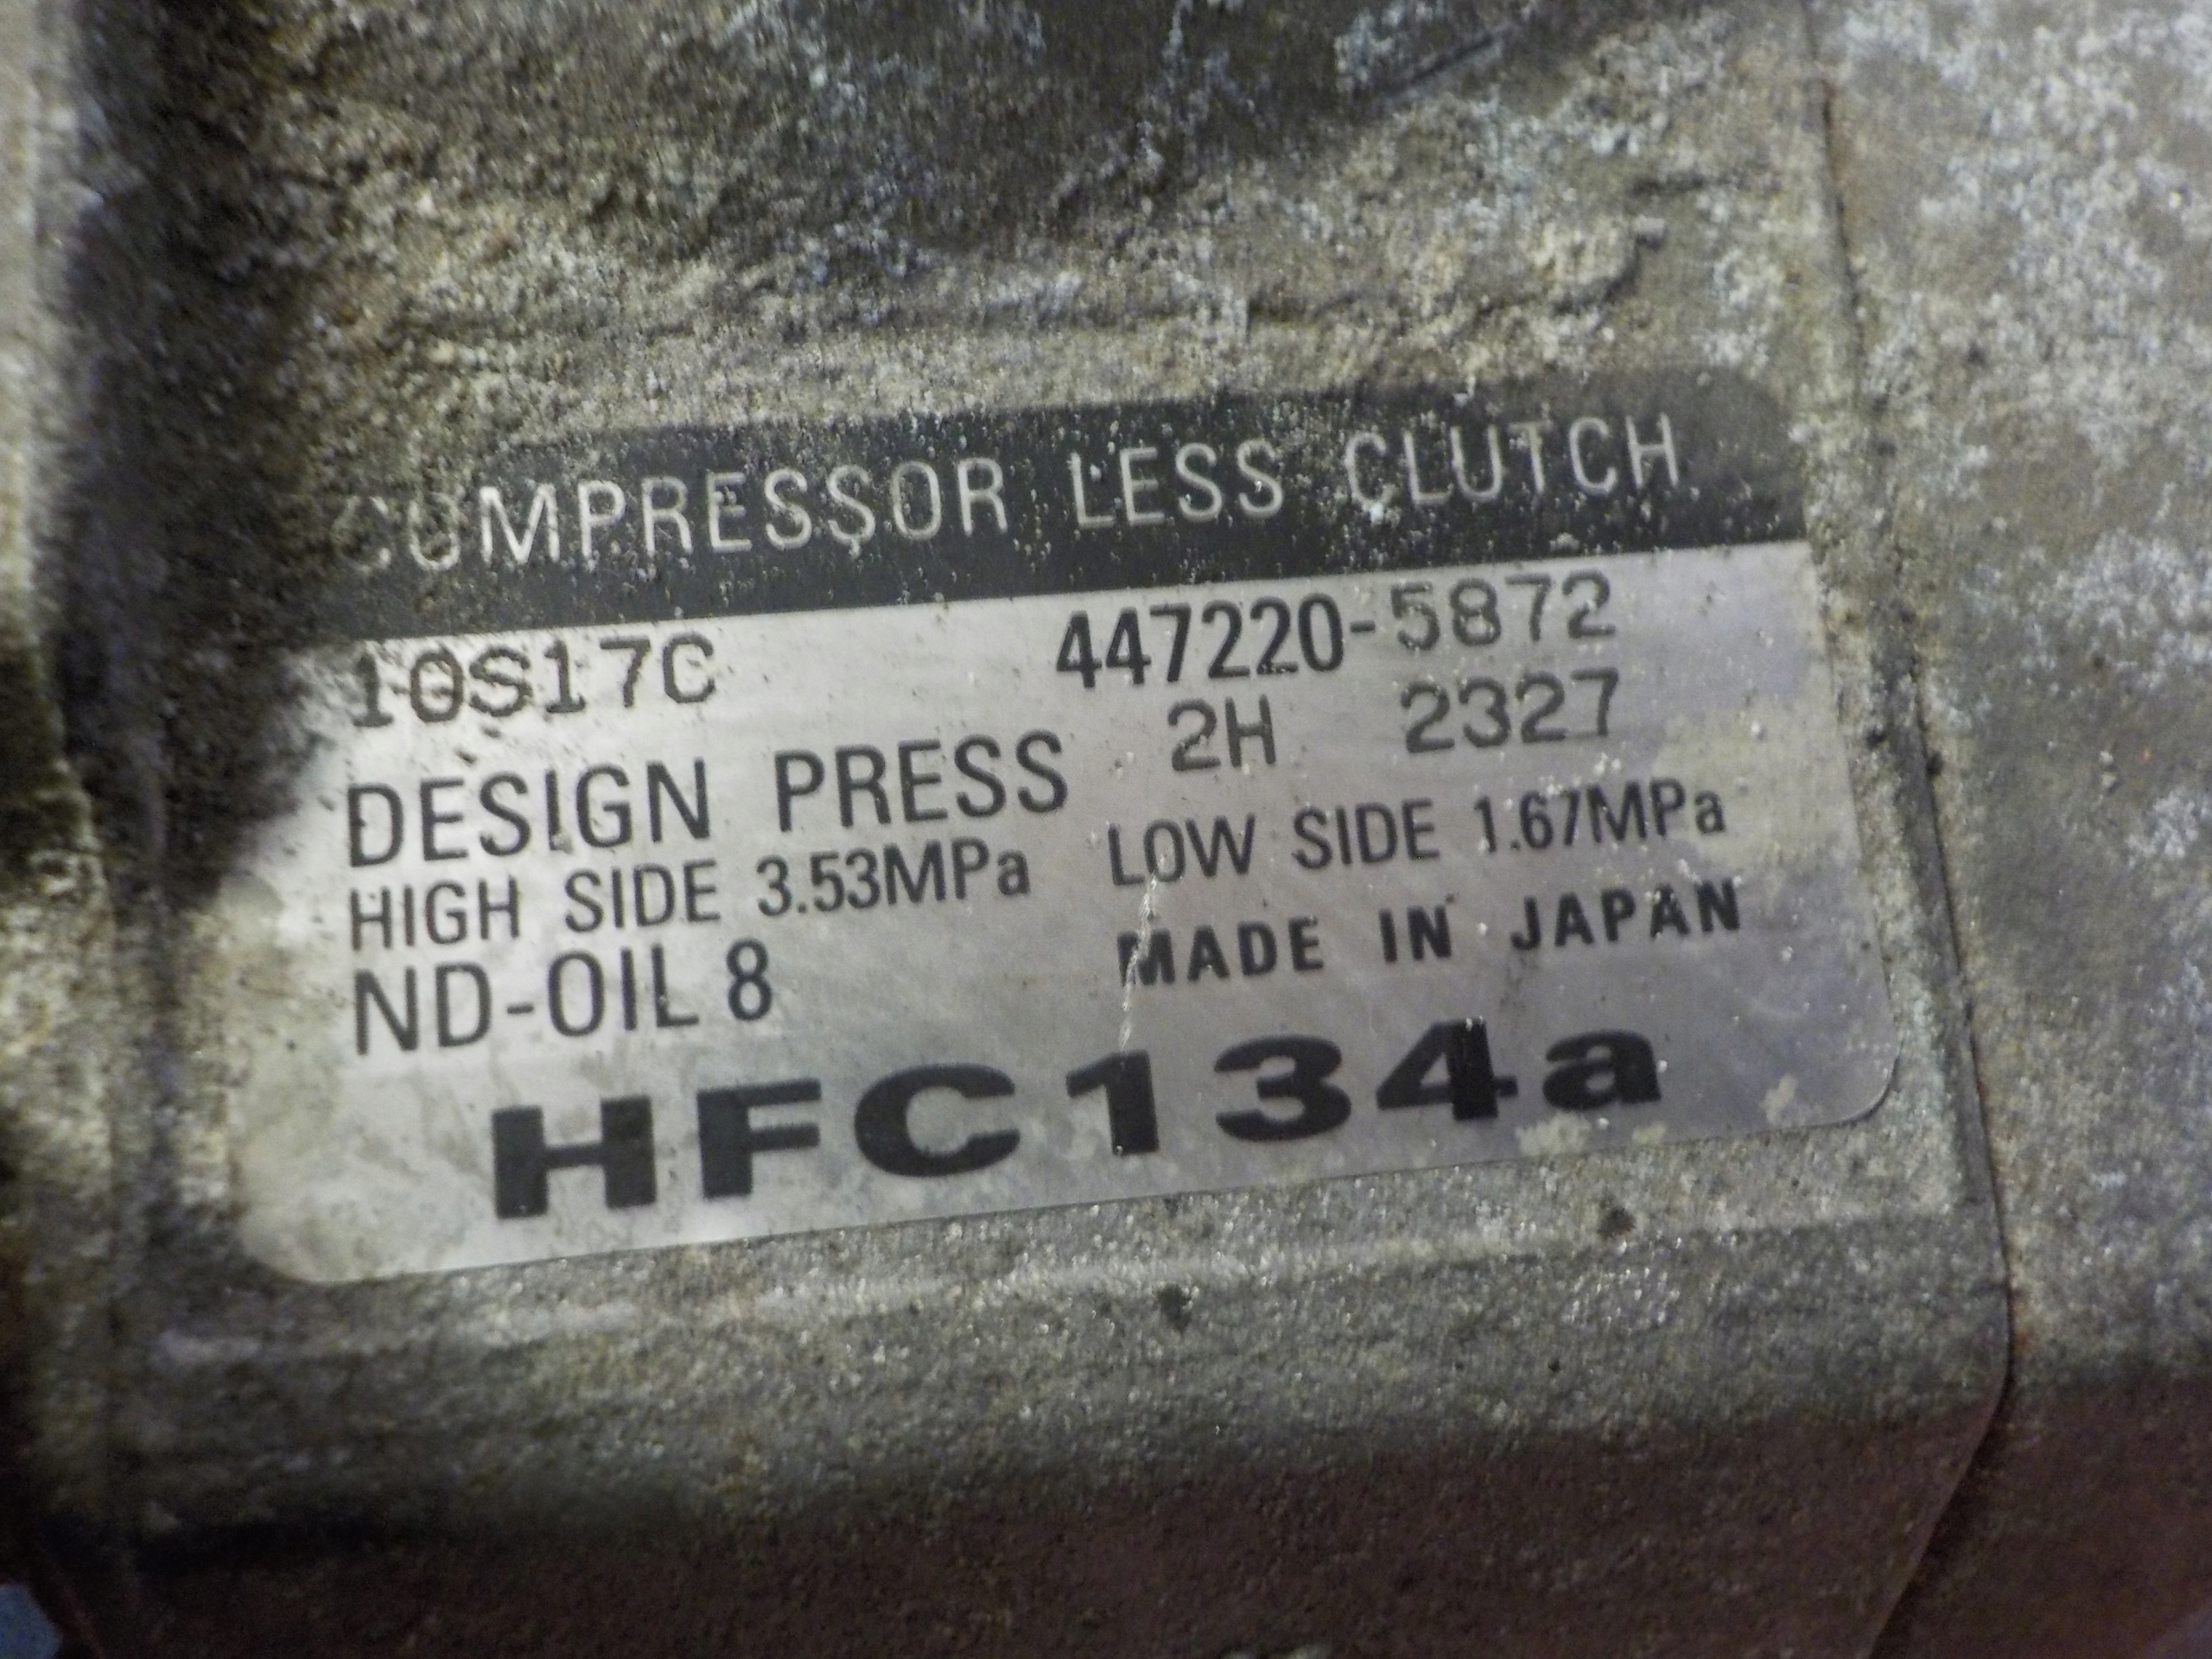 COMPRESSOR LESS CLUTCH
10S17C 447220-5872
2H 2327
DESIGN PRESS
HIGH SIDE 3.53MPa LOW SIDE 1.67MPa
ND-OIL 8 MADE IN JAPAN
HFC134a